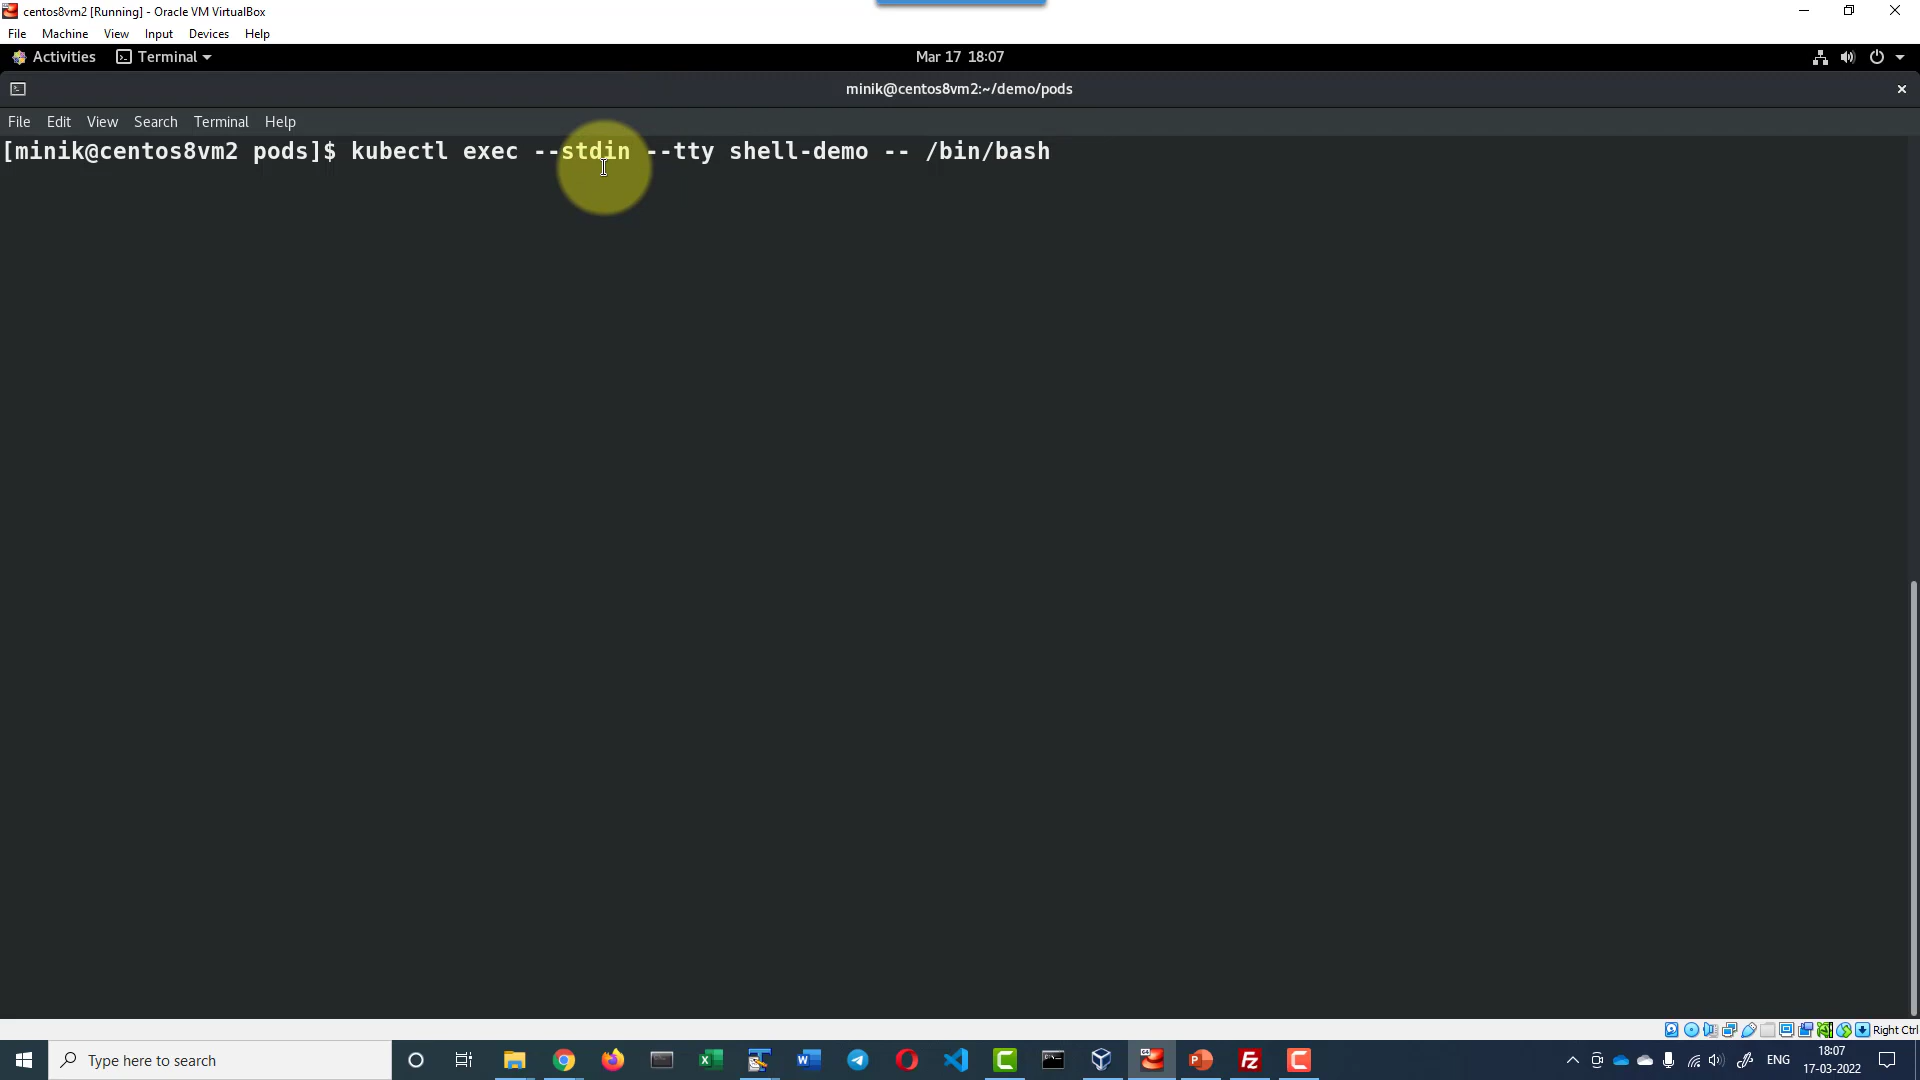 centos8vm2 [Running] - Oracle VM VirtualBox
File Machine View Input Devices Help
Activities Terminal Mar 17 18:07
minik@centos8vm2:~/demo/pods
File Edit View Search Terminal Help
[minik@centos8vm2 pods]$ kubectl exec --stdin --tty shell-demo -- /bin/bash
Right Ctrl
Type here to search
ENG
18:07
17-03-2022